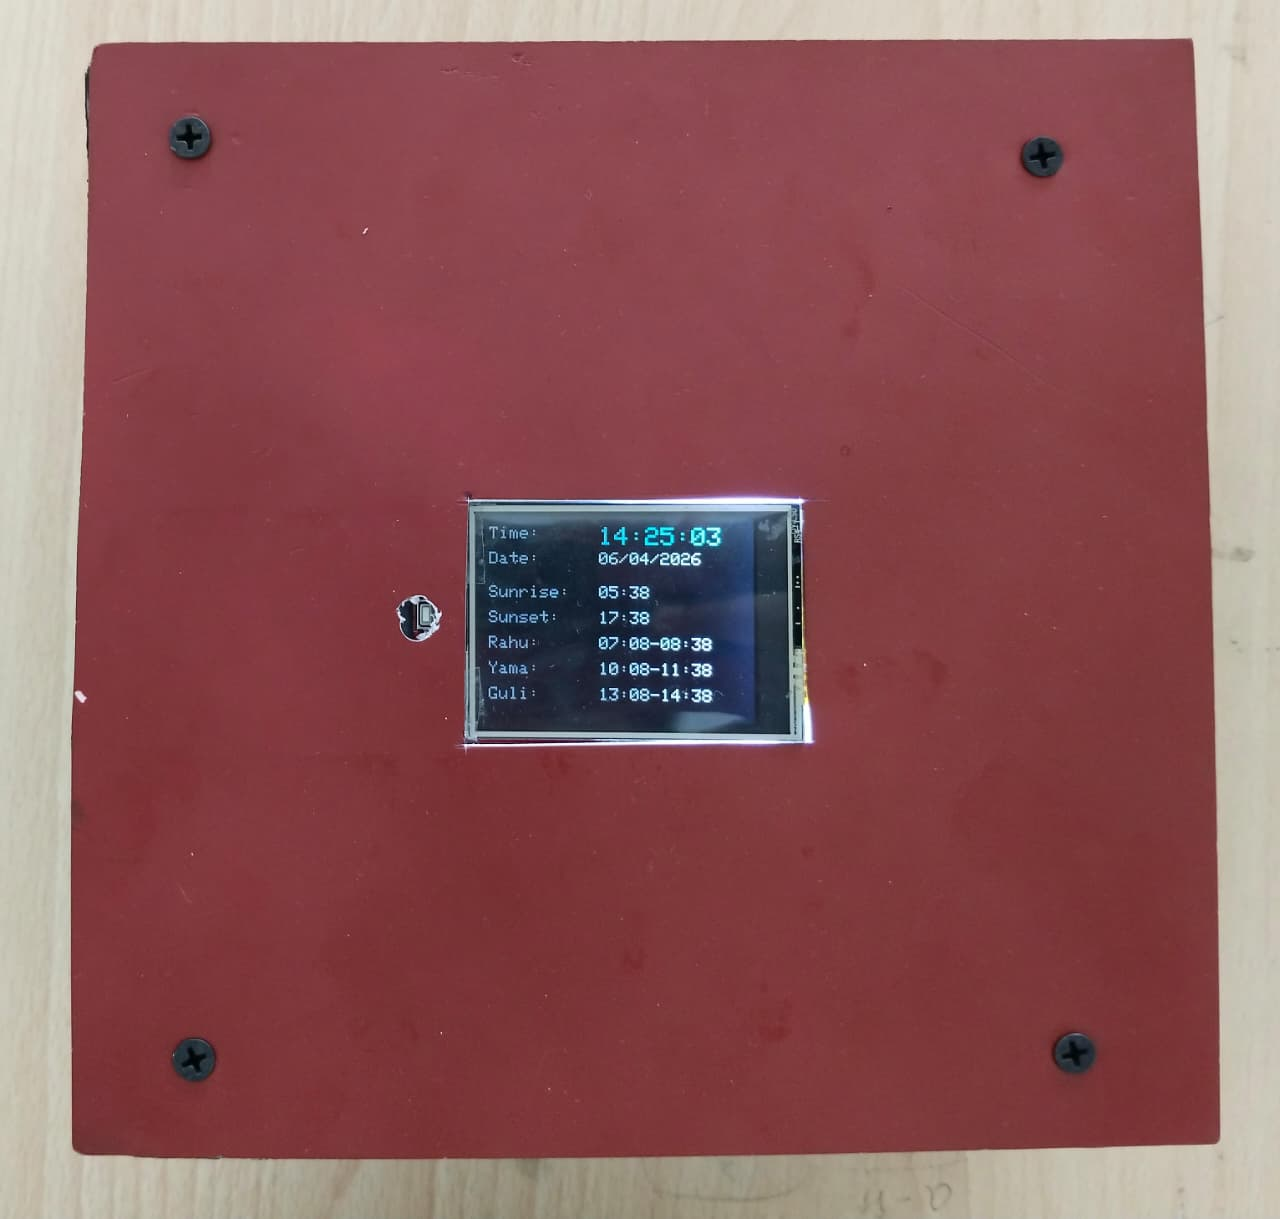 Time: 14:25:03
Date: 06/04/2026
Sunrise: 05:38
Sunset: 17:38
Rahu: 07:08-08:38
Yama: 10:08-11:38
Guli: 13:08-14:38